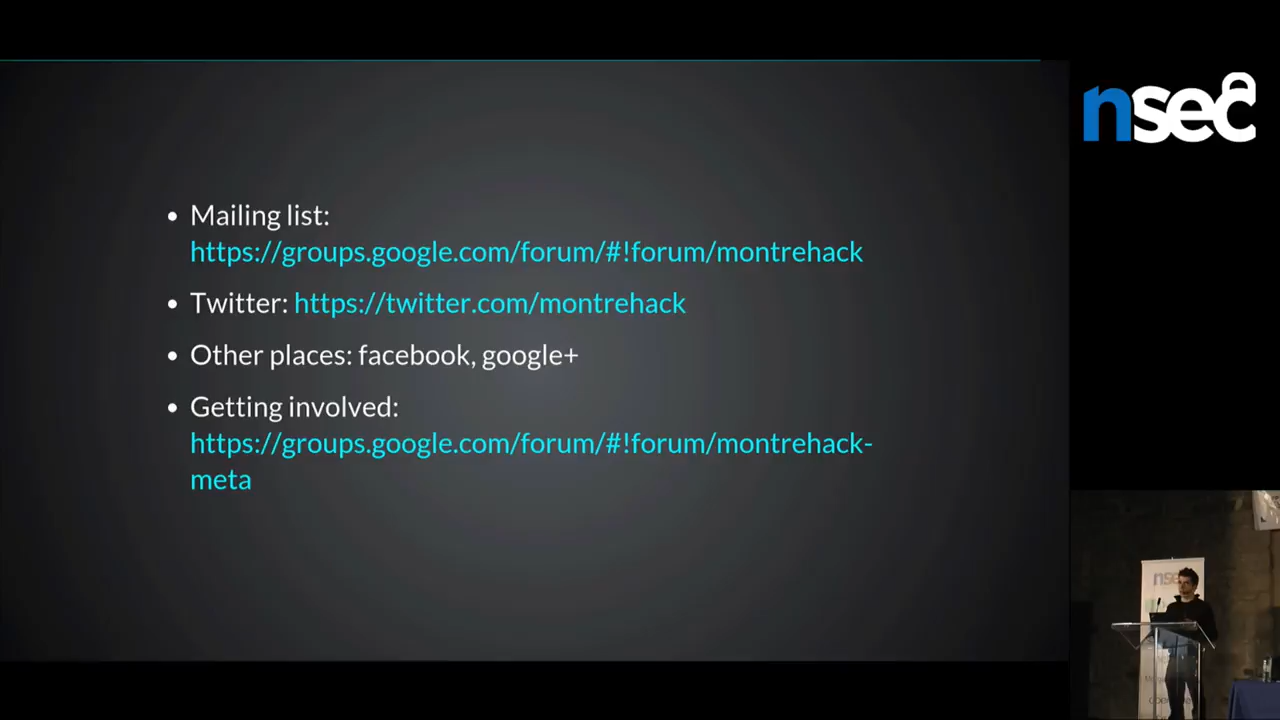 nsec
Mailing list:
https://groups.google.com/forum/#!forum/montrehack
Twitter: https://twitter.com/montrehack
Other places: facebook, google+
Getting involved:
https://groups.google.com/forum/#!forum/montrehack-
meta
nsec